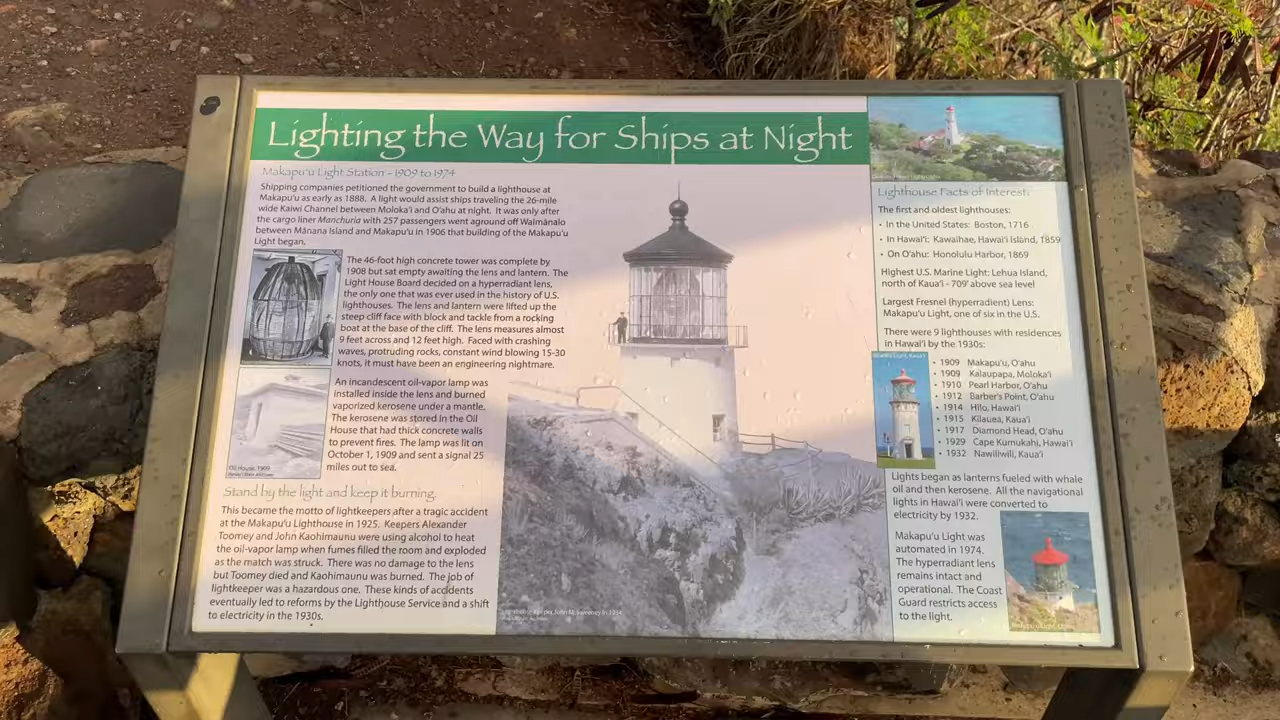 Lighting the Way for Ships at Night
Makapu'u Light Station - 1909 to 1974
Shipping companies petitioned the government to build a lighthouse at
Makapu'u as early as 1888. A light would assist ships traveling the 26-mile
wide Kaiwi Channel between Moloka'i and O'ahu at night. It was only after
the cargo liner Manchuria with 257 passengers went aground off Waimānalo
between Mānana Island and Makapu'u in 1906 that building of the Makapu'u
Light began.
The 46-foot high concrete tower was complete by
1908 but sat empty awaiting the lens and lantern. The
Light House Board decided on a hyperradiant lens,
the only one that was ever used in the history of U.S.
lighthouses. The lens and lantern were lifted up the
steep cliff face with block and tackle from a rocking
boat at the base of the cliff. The lens measures almost
9 feet across and 12 feet high. Faced with crashing
waves, protruding rocks, constant wind blowing 15-30
knots, it must have been an engineering nightmare.
An incandescent oil-vapor lamp was
installed inside the lens and burned
vaporized kerosene under a mantle.
The kerosene was stored in the Oil
House that had thick concrete walls
to prevent fires. The lamp was lit on
October 1, 1909 and sent a signal 25
miles out to sea.
Oil House, 1909
Stand by the light and keep it burning.
This became the motto of lightkeepers after a tragic accident
at the Makapu'u Lighthouse in 1925. Keepers Alexander
Toomey and John Kaohimaunu were using alcohol to heat
the oil-vapor lamp when fumes filled the room and exploded
as the match was struck. There was no damage to the lens
but Toomey died and Kaohimaunu was burned. The job of
lightkeeper was a hazardous one. These kinds of accidents
eventually led to reforms by the Lighthouse Service and a shift
to electricity in the 1930s.
Lighthouse Facts of Interest:
The first and oldest lighthouses:
• In the United States: Boston, 1716
• In Hawai'i: Kawaihae, Hawai'i Island, 1859
• On O'ahu: Honolulu Harbor, 1869
Highest U.S. Marine Light: Lehua Island,
north of Kaua'i - 709' above sea level
Largest Fresnel (hyperradiant) Lens:
Makapu'u Light, one of six in the U.S.
There were 9 lighthouses with residences
in Hawai'i by the 1930s:
• 1909 Makapu'u, O'ahu
• 1909 Kalaupapa, Moloka'i
• 1910 Pearl Harbor, O'ahu
• 1912 Barber's Point, O'ahu
• 1914 Hilo, Hawai'i
• 1915 Kilauea, Kaua'i
• 1917 Diamond Head, O'ahu
• 1929 Cape Kumukahi, Hawai'i
• 1932 Nawiliwili, Kaua'i
Lights began as lanterns fueled with whale
oil and then kerosene. All the navigational
lights in Hawai'i were converted to
electricity by 1932.
Makapu'u Light was
automated in 1974.
The hyperradiant lens
remains intact and
operational. The Coast
Guard restricts access
to the light.